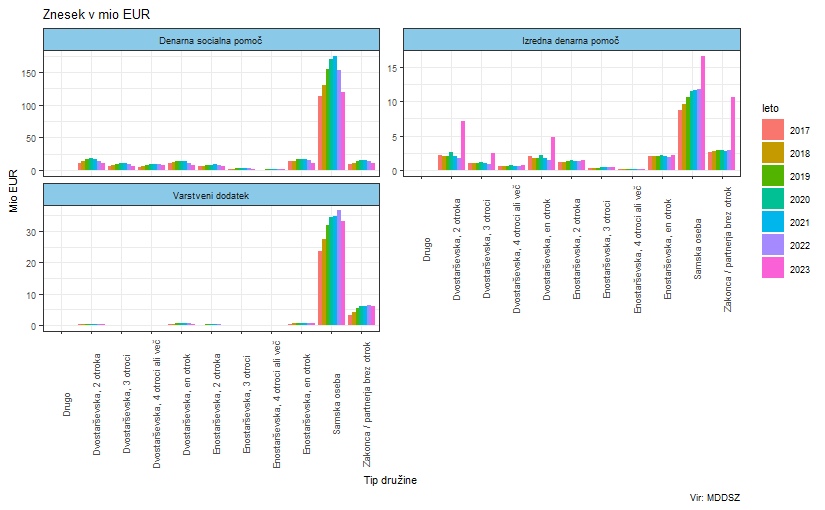 Znesek v mio EUR
Denarna socialna pomoč
150
100
50
0
Izredna denarna pomoč
15
10
5
0
Drugo
Dvostarševska, 2 otroka
Dvostarševska, 3 otroci
Dvostarševska, 4 otroci ali več
Dvostarševska, en otrok
Enostarševska, 2 otroka
Enostarševska, 3 otroci
Enostarševska, 4 otroci ali več
Enostarševska, en otrok
Samska oseba
Zakonca / partnerja brez otrok
Varstveni dodatek
30
20
10
0
Drugo
Dvostarševska, 2 otroka
Dvostarševska, 3 otroci
Dvostarševska, 4 otroci ali več
Dvostarševska, en otrok
Enostarševska, 2 otroka
Enostarševska, 3 otroci
Enostarševska, 4 otroci ali več
Enostarševska, en otrok
Samska oseba
Zakonca / partnerja brez otrok
Mio EUR
Tip družine
leto
2017
2018
2019
2020
2021
2022
2023
Vir: MDDSZ